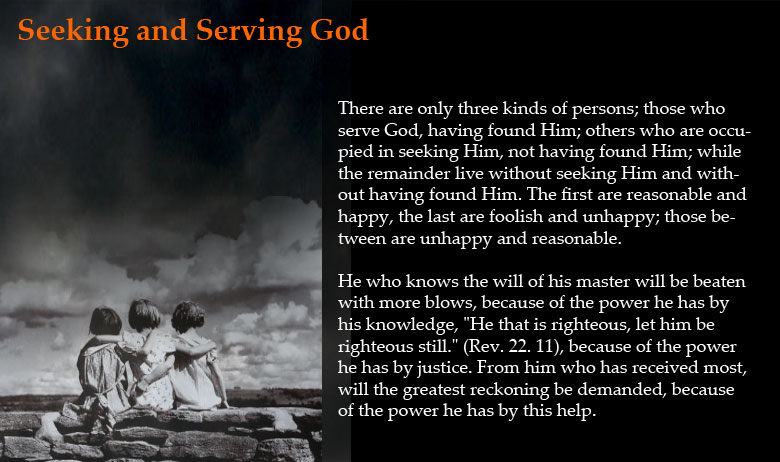 Seeking and Serving God
There are only three kinds of persons; those who
serve God, having found Him; others who are occu-
pied in seeking Him, not having found Him; while
the remainder live without seeking Him and with-
out having found Him. The first are reasonable and
happy, the last are foolish and unhappy; those be-
tween are unhappy and reasonable.
He who knows the will of his master will be beaten
with more blows, because of the power he has by
his knowledge, "He that is righteous, let him be
righteous still." (Rev. 22. 11), because of the power
he has by justice. From him who has received most,
will the greatest reckoning be demanded, because
of the power he has by this help.